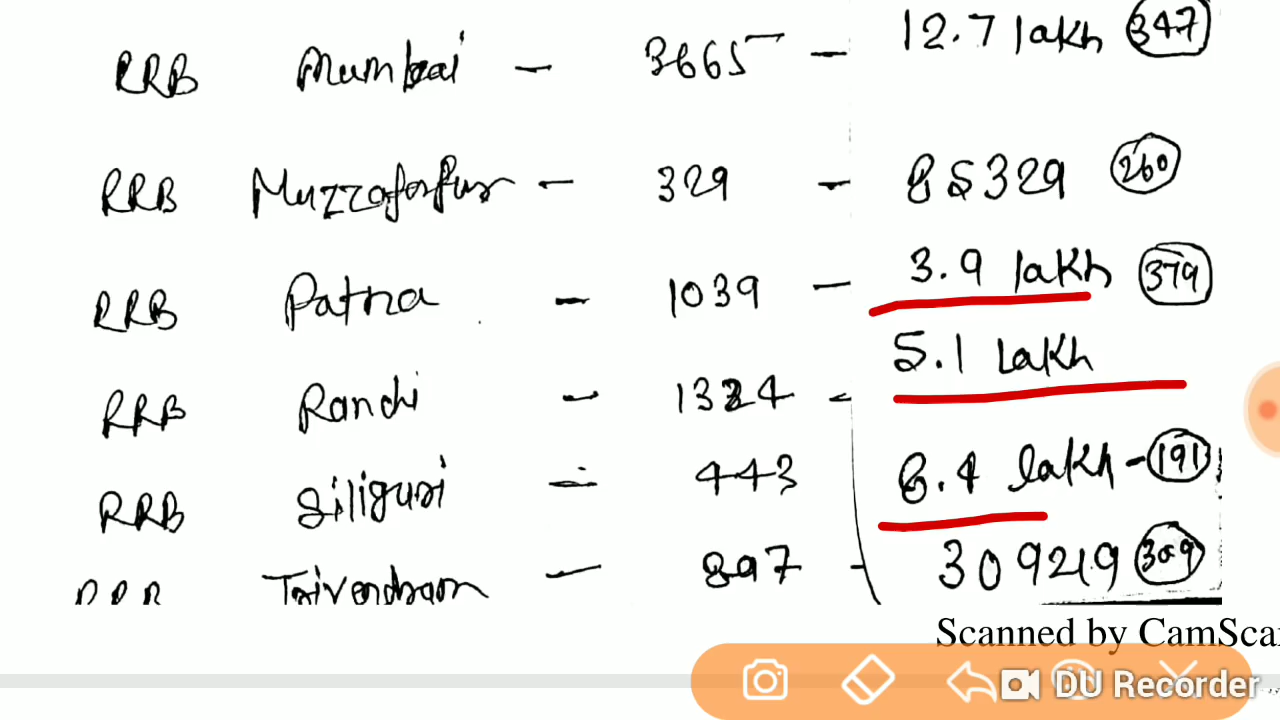 RRB Mumbai - 3665 - 12.7 lakh 347
RRB Muzzafarpur - 329 - 85329 260
RRB Patna - 1039 - 3.9 lakh 379
RRB Ranchi - 1324 - 5.1 lakh
RRB Siliguri - 443 - 8.4 lakh - 191
RRB Trivendram - 897 - 309219 309
Scanned by CamSca
DU Recorder